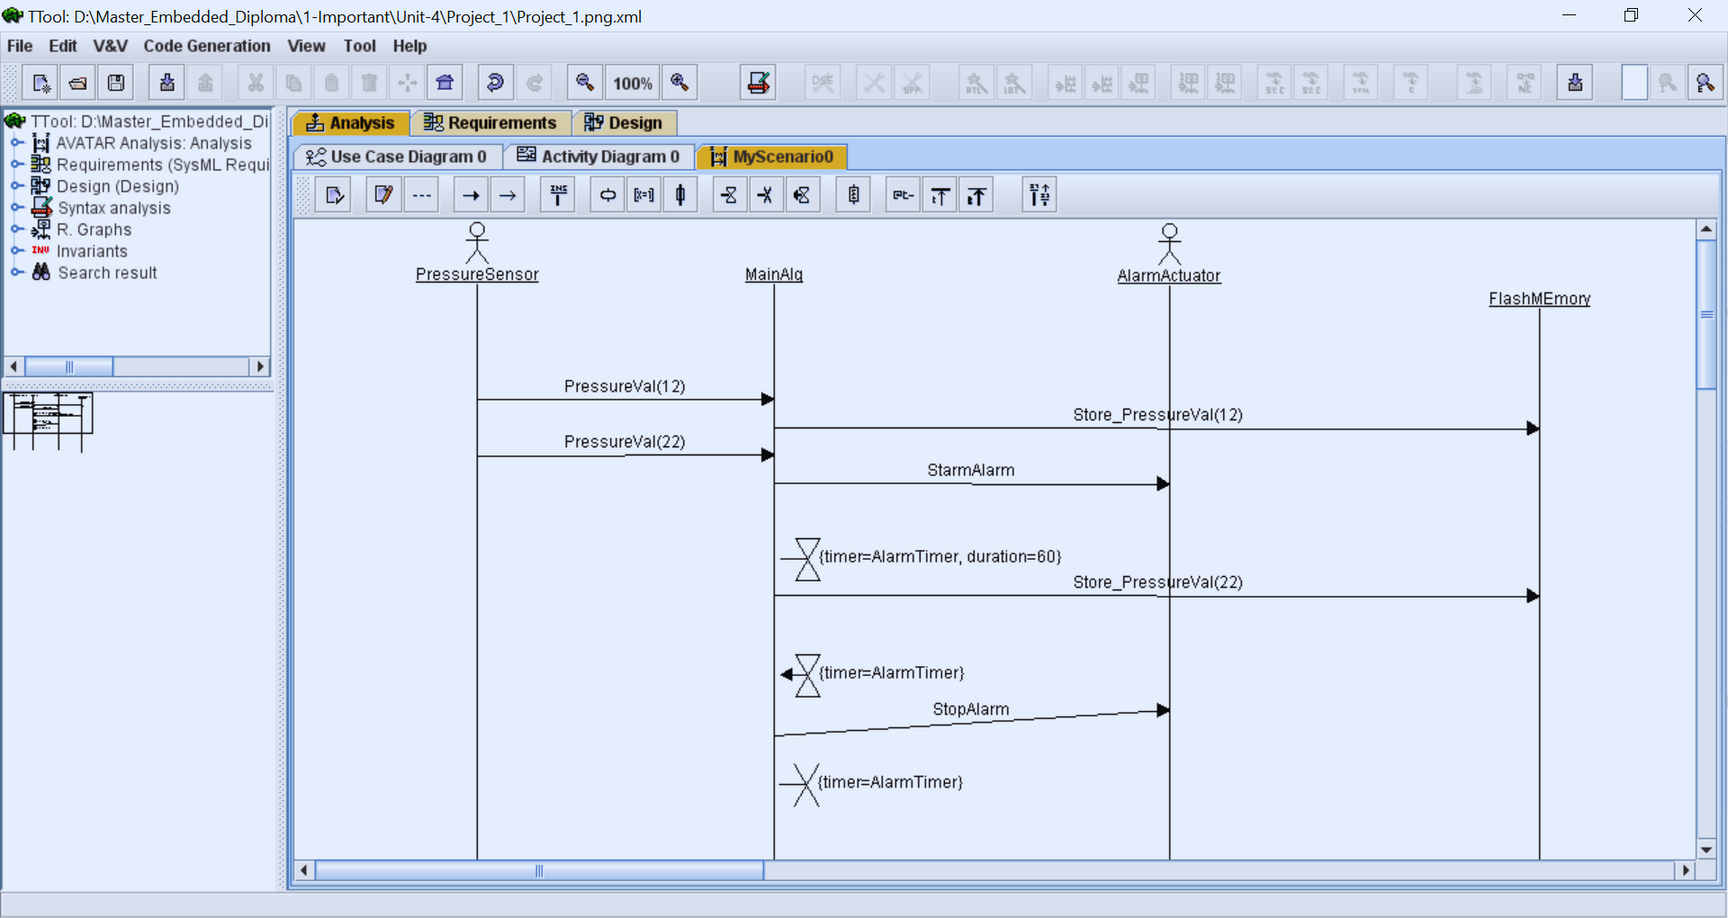 TTool: D:\Master_Embedded_Diploma\1-Important\Unit-4\Project_1\Project_1.png.xml
File Edit V&V Code Generation View Tool Help
100%
TTool: D:\Master_Embedded_Di
AVATAR Analysis: Analysis
Requirements (SysML Requi
Design (Design)
Syntax analysis
R. Graphs
INV Invariants
Search result
Analysis Requirements Design
Use Case Diagram 0 Activity Diagram 0 MyScenario0
PressureSensor MainAlg AlarmActuator
FlashMEmory
PressureVal(12)
Store_PressureVal(12)
PressureVal(22)
StarmAlarm
{timer=AlarmTimer, duration=60}
Store_PressureVal(22)
{timer=AlarmTimer}
StopAlarm
{timer=AlarmTimer}